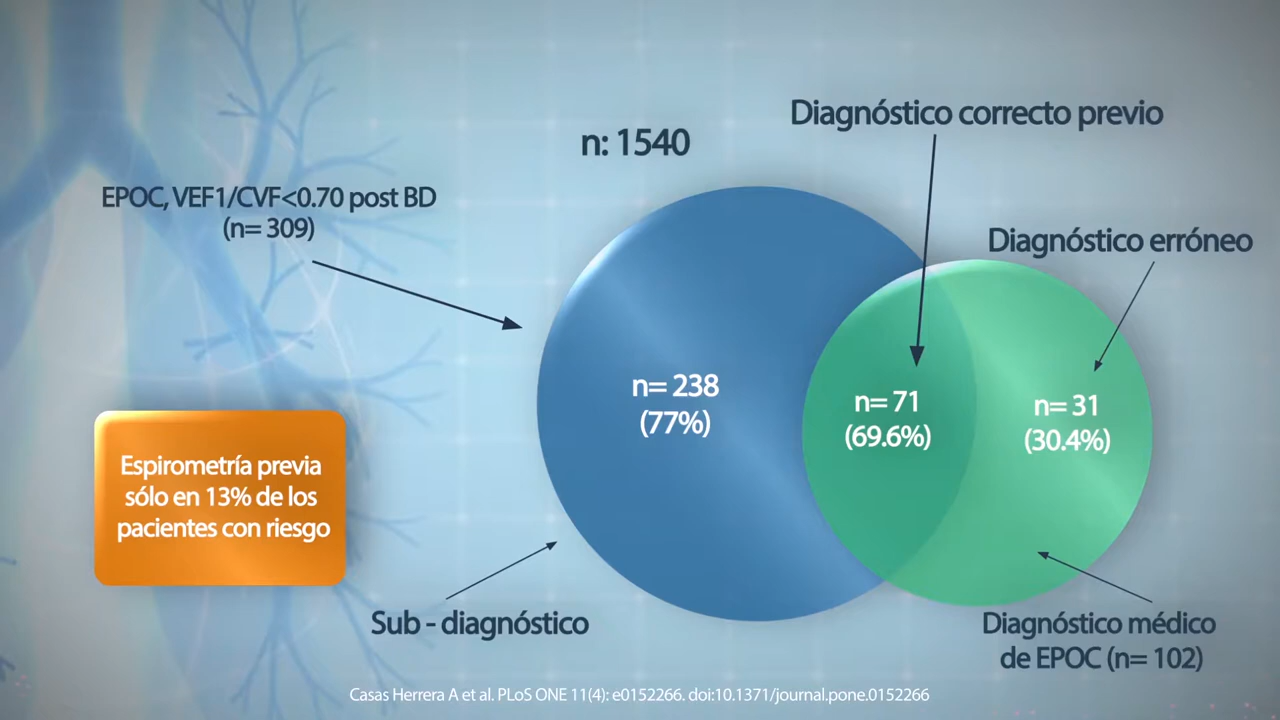 Diagnóstico correcto previo
n: 1540
EPOC, VEF1/CVF<0.70 post BD
(n= 309)
Diagnóstico erróneo
n= 238
(77%)
n= 71
(69.6%)
n= 31
(30.4%)
Espirometría previa
sólo en 13% de los
pacientes con riesgo
Sub - diagnóstico
Diagnóstico médico
de EPOC (n= 102)
Casas Herrera A et al. PLoS ONE 11(4): e0152266. doi:10.1371/journal.pone.0152266